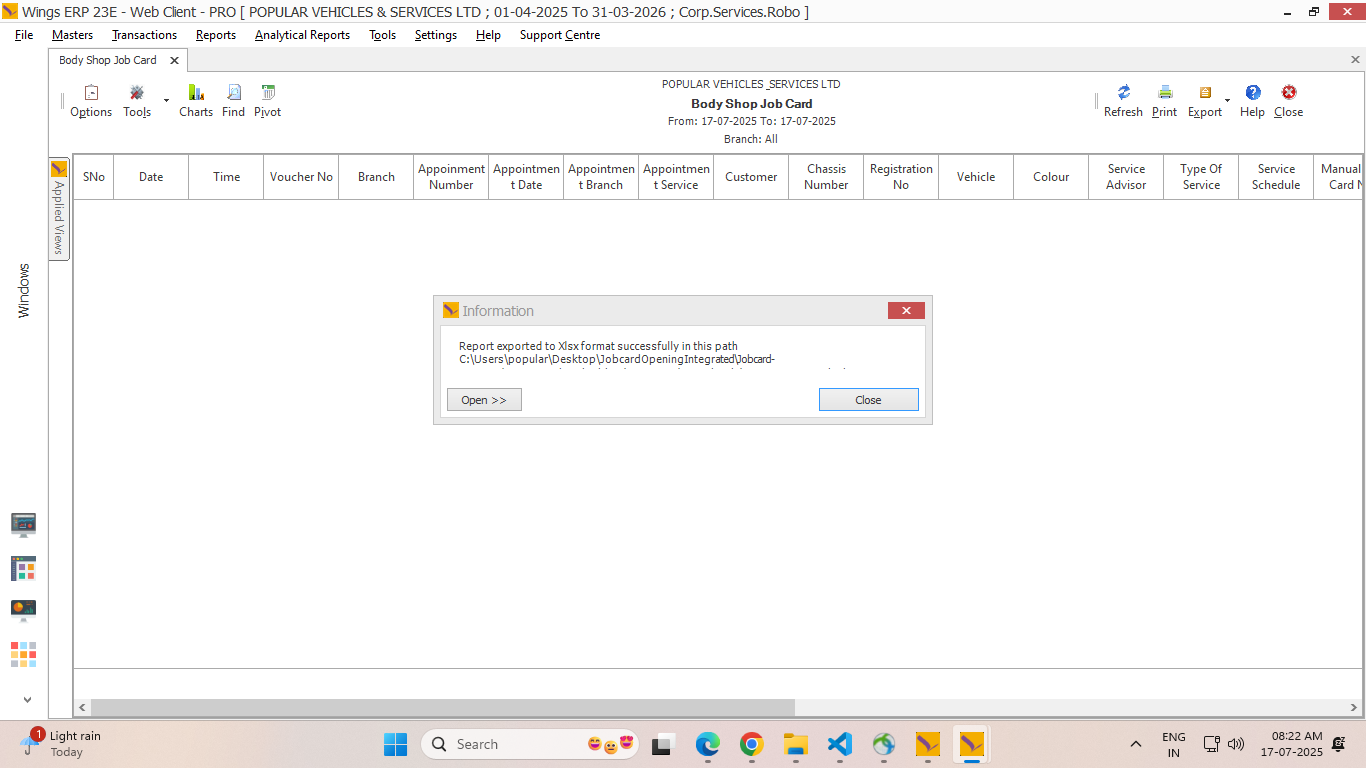 Wings ERP 23E - Web Client - PRO [ POPULAR VEHICLES & SERVICES LTD ; 01-04-2025 To 31-03-2026 ; Corp.Services.Robo ]
File Masters Transactions Reports Analytical Reports Tools Settings Help Support Centre
Body Shop Job Card
POPULAR VEHICLES_SERVICES LTD
Body Shop Job Card
From: 17-07-2025 To: 17-07-2025
Branch: All
Options Tools Charts Find Pivot
Refresh Print Export Help Close
Applied Views
Windows
SNo
Date
Time
Voucher No
Branch
Appoinment
Number
Appointmen
t Date
Appointmen
t Branch
Appointmen
t Service
Customer
Chassis
Number
Registration
No
Vehicle
Colour
Service
Advisor
Type Of
Service
Service
Schedule
Manual
Card N
Information
Report exported to Xlsx format successfully in this path
C:\Users\popular\Desktop\JobcardOpeningIntegrated\Jobcard-
Open >>
Close
1
Light rain
Today
Search
ENG
IN
08:22 AM
17-07-2025